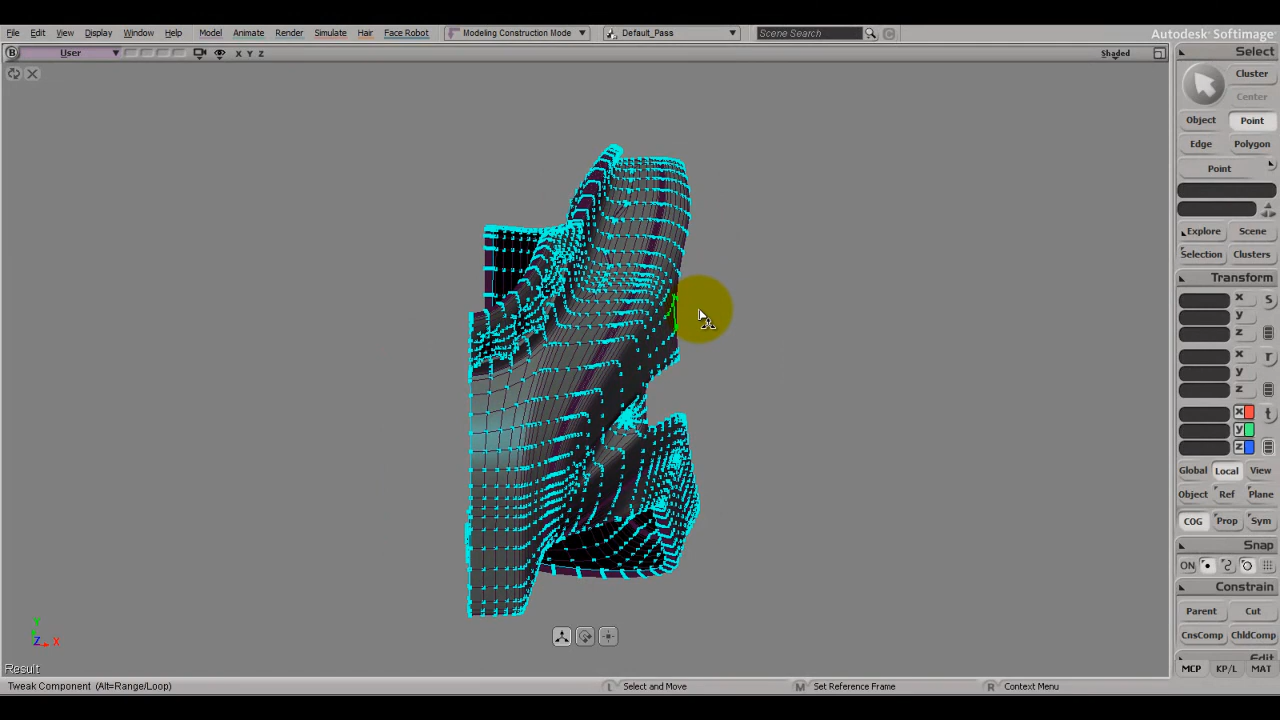 File Edit View Display Window Help Model Animate Render Simulate Hair Face Robot Modeling Construction Mode Default_Pass Scene Search C Autodesk® Softimage®
B User X Y Z Shaded Select
Cluster
Center
Object Point
Edge Polygon
Point
Explore Scene
Selection Clusters
Transform
x s
y
z
x r
y
z
x t
y
z
Global Local View
Object Ref Plane
COG Prop Sym
Snap
ON
Constrain
Parent Cut
CnsComp ChldComp
Edit
MCP KP/L MAT
Y
Z X
Result
Tweak Component (Alt=Range/Loop) L Select and Move M Set Reference Frame R Context Menu